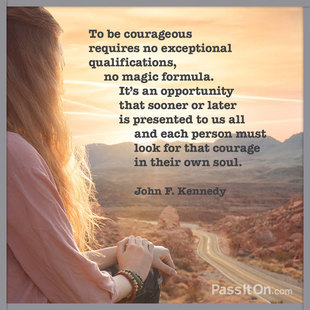 To be courageous
requires no exceptional
qualifications,
no magic formula.
It's an opportunity
that sooner or later
is presented to us all
and each person must
look for that courage
in their own soul.
John F. Kennedy
PassItOn.com